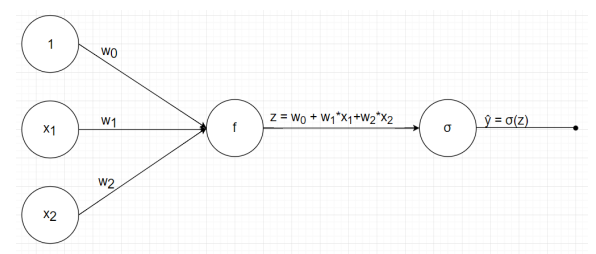 1
w₀
x₁
w₁
f
z = w₀ + w₁*x₁+w₂*x₂
σ
ŷ = σ(z)
w₂
x₂